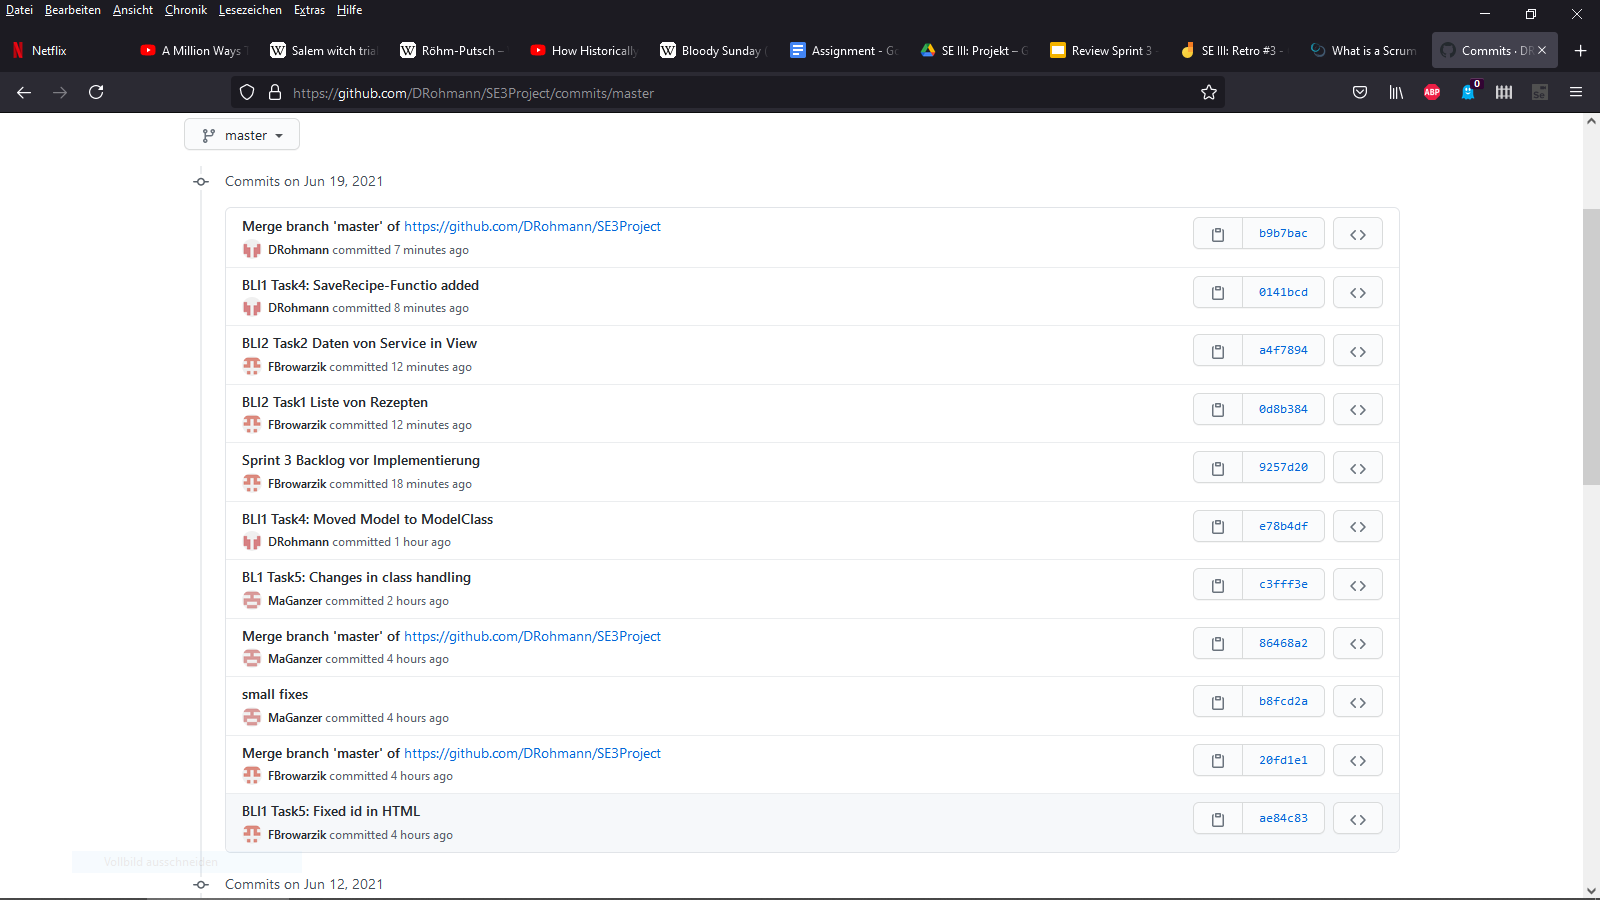 Datei Bearbeiten Ansicht Chronik Lesezeichen Extras Hilfe
Netflix A Million Ways Salem witch trial Röhm-Putsch – How Historically Bloody Sunday ( Assignment - Go SE III: Projekt – G Review Sprint 3 SE III: Retro #3 - What is a Scrum Commits · DR
https://github.com/DRohmann/SE3Project/commits/master ABP 0 Se
master
Commits on Jun 19, 2021
Merge branch 'master' of https://github.com/DRohmann/SE3Project b9b7bac
DRohmann committed 7 minutes ago
BLI1 Task4: SaveRecipe-Functio added 0141bcd
DRohmann committed 8 minutes ago
BLI2 Task2 Daten von Service in View a4f7894
FBrowarzik committed 12 minutes ago
BLI2 Task1 Liste von Rezepten 0d8b384
FBrowarzik committed 12 minutes ago
Sprint 3 Backlog vor Implementierung 9257d20
FBrowarzik committed 18 minutes ago
BLI1 Task4: Moved Model to ModelClass e78b4df
DRohmann committed 1 hour ago
BL1 Task5: Changes in class handling c3fff3e
MaGanzer committed 2 hours ago
Merge branch 'master' of https://github.com/DRohmann/SE3Project 86468a2
MaGanzer committed 4 hours ago
small fixes b8fcd2a
MaGanzer committed 4 hours ago
Merge branch 'master' of https://github.com/DRohmann/SE3Project 20fd1e1
FBrowarzik committed 4 hours ago
BLI1 Task5: Fixed id in HTML ae84c83
FBrowarzik committed 4 hours ago
Vollbild ausschneiden
Commits on Jun 12, 2021